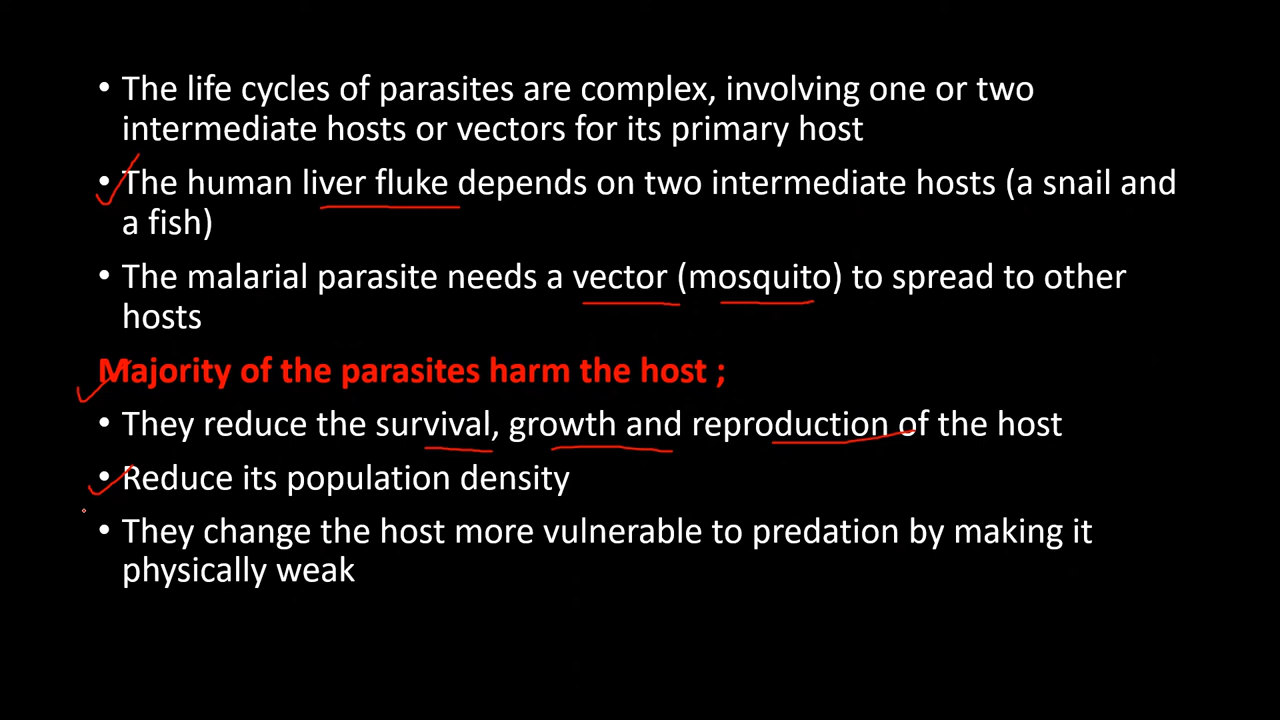 • The life cycles of parasites are complex, involving one or two
intermediate hosts or vectors for its primary host
• The human liver fluke depends on two intermediate hosts (a snail and
a fish)
• The malarial parasite needs a vector (mosquito) to spread to other
hosts
Majority of the parasites harm the host ;
• They reduce the survival, growth and reproduction of the host
• Reduce its population density
• They change the host more vulnerable to predation by making it
physically weak